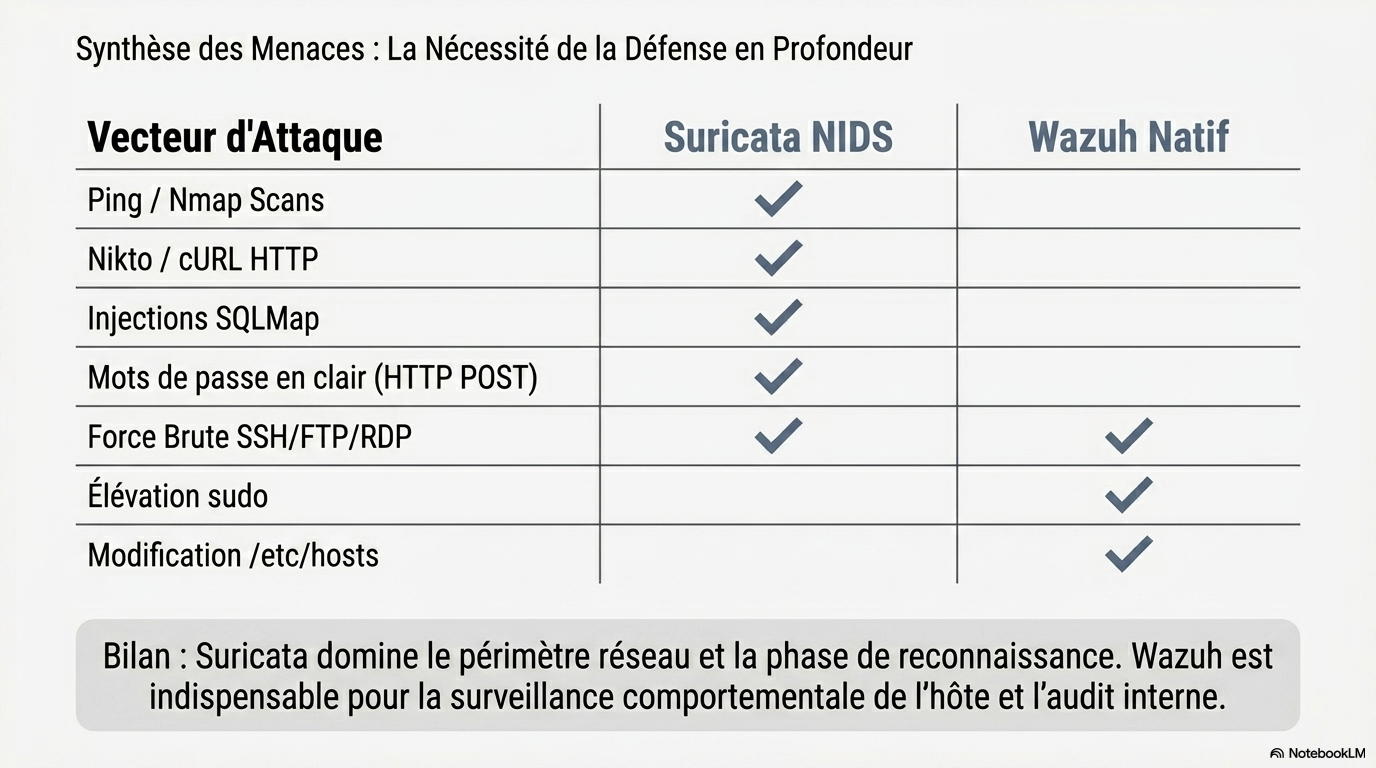 Synthèse des Menaces : La Nécessité de la Défense en Profondeur
Vecteur d'Attaque Suricata NIDS Wazuh Natif
Ping / Nmap Scans
Nikto / cURL HTTP
Injections SQLMap
Mots de passe en clair (HTTP POST)
Force Brute SSH/FTP/RDP
Élévation sudo
Modification /etc/hosts
Bilan : Suricata domine le périmètre réseau et la phase de reconnaissance. Wazuh est
indispensable pour la surveillance comportementale de l’hôte et l’audit interne.
NotebookLM